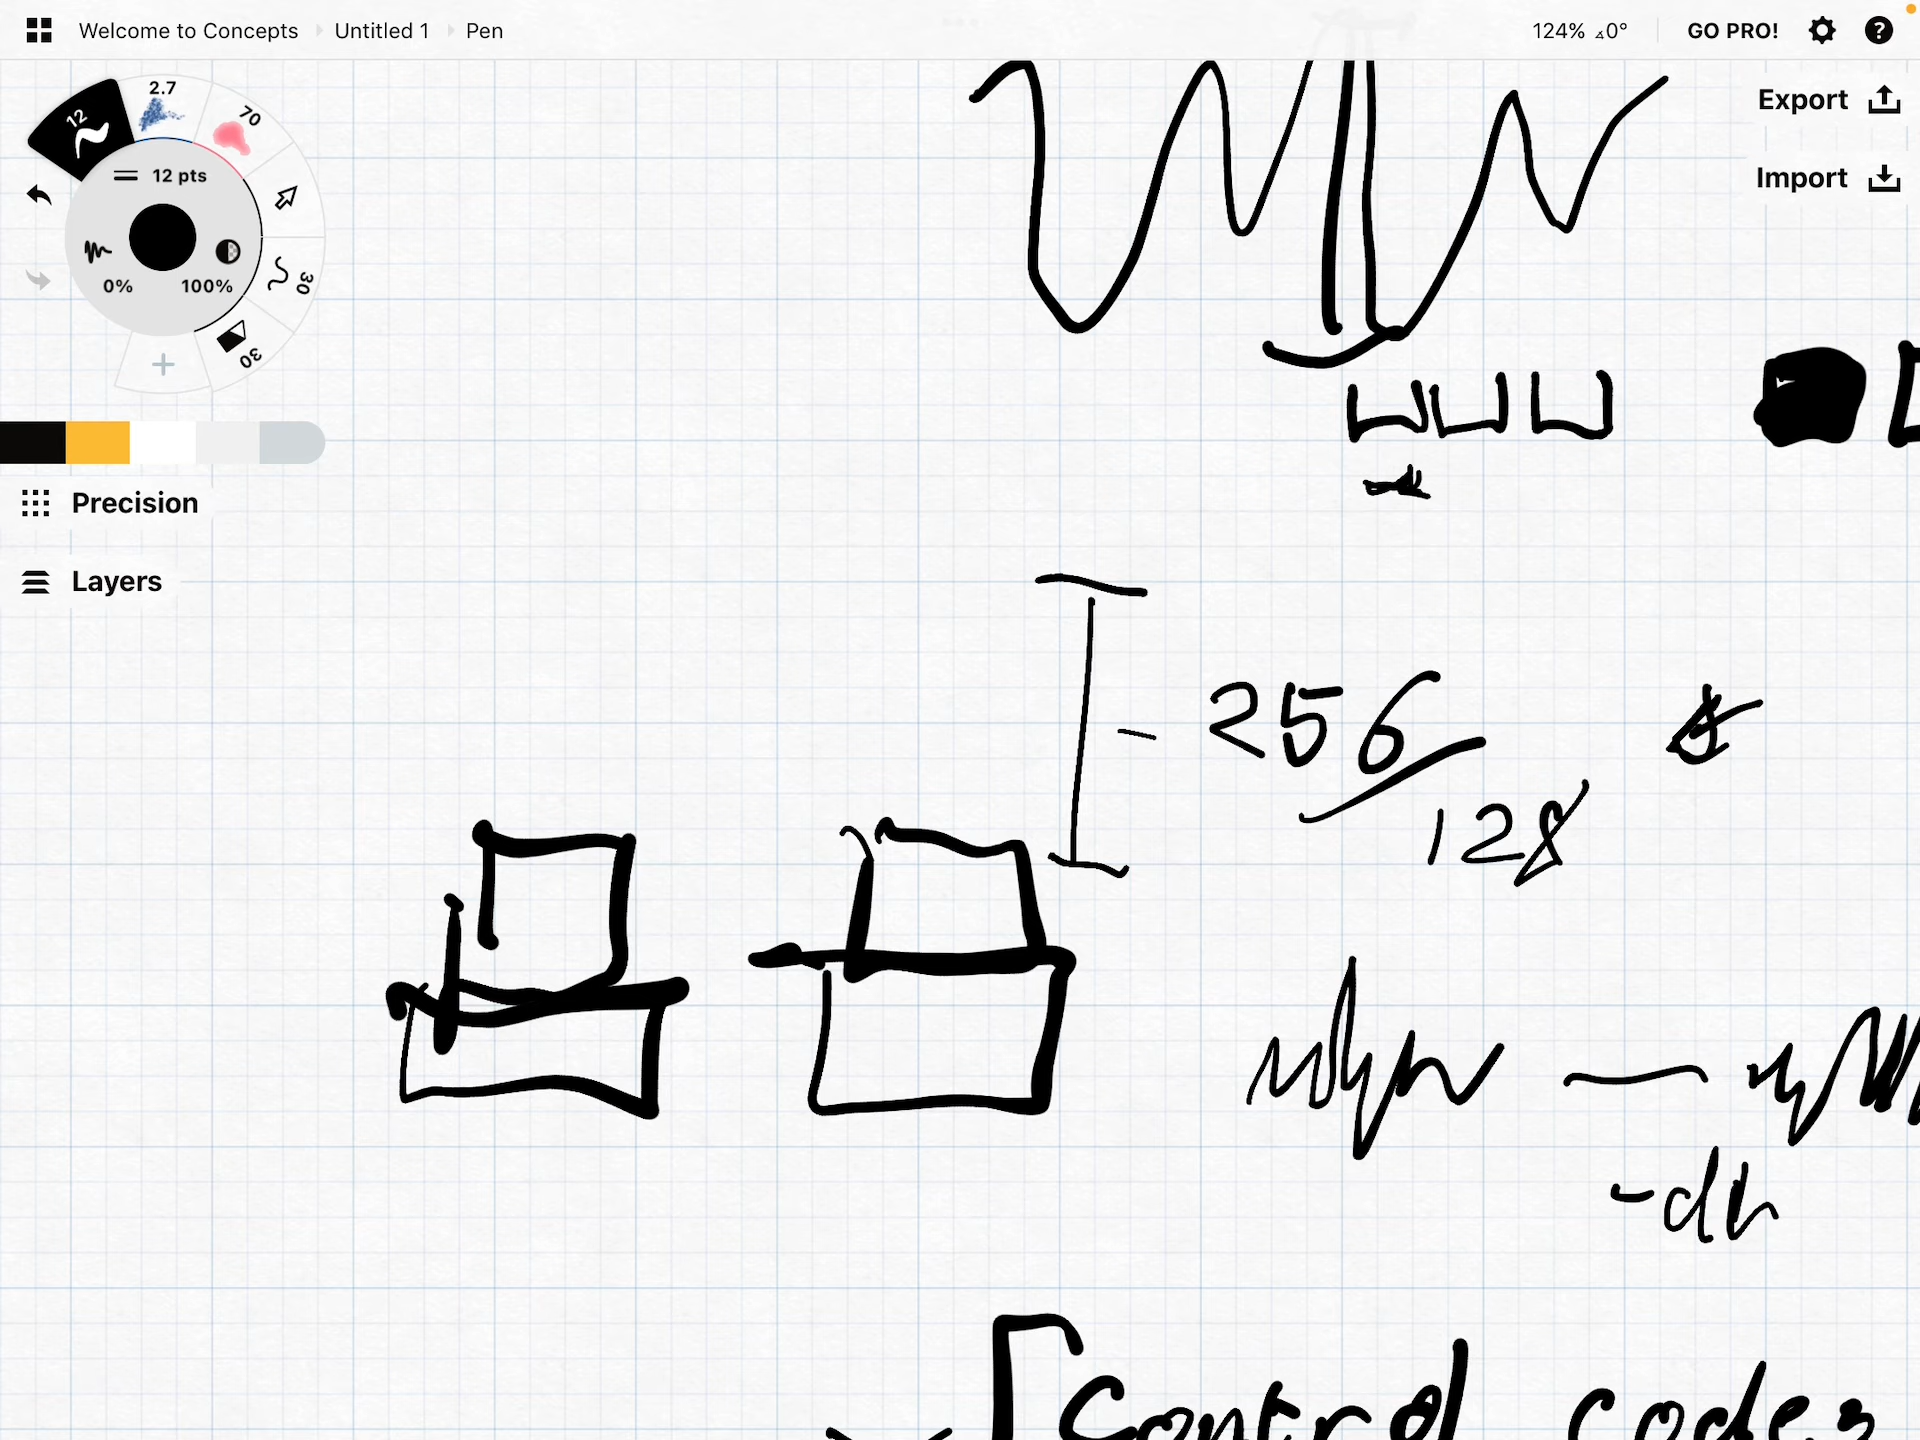 Welcome to Concepts Untitled 1 Pen
124% ⦟0° GO PRO!
Export
Import
12
2.7
70
12 pts
0% 100%
30
30
Precision
Layers
- 256
128
-dh
Control codes